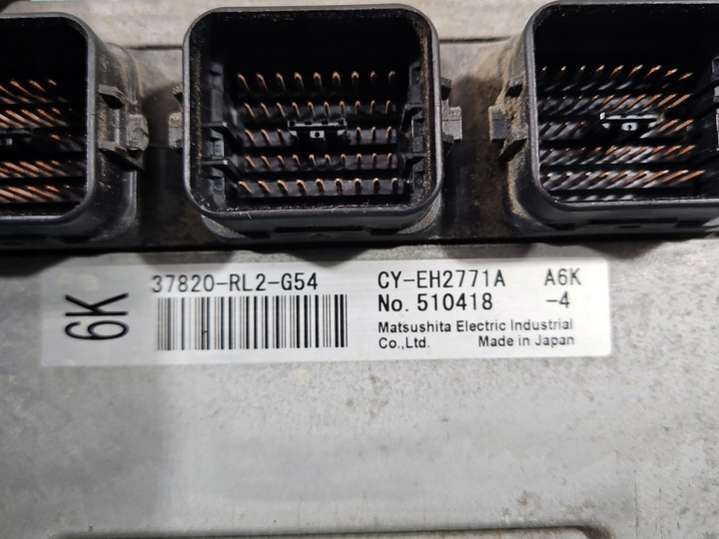 6K
37820-RL2-G54
CY-EH2771A A6K
No. 510418 -4
Matsushita Electric Industrial
Co.,Ltd. Made in Japan